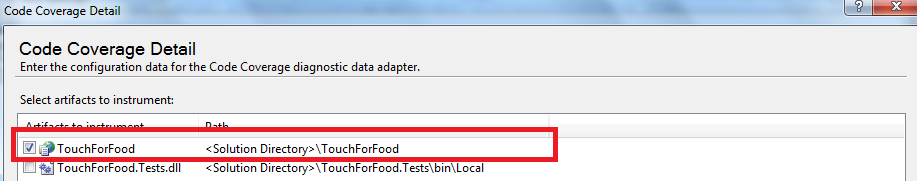 Code Coverage Detail
Code Coverage Detail
Enter the configuration data for the Code Coverage diagnostic data adapter.
Select artifacts to instrument:
Artifacts to instrument Path
TouchForFood <Solution Directory>\TouchForFood
TouchForFood.Tests.dll <Solution Directory>\TouchForFood.Tests\bin\Local